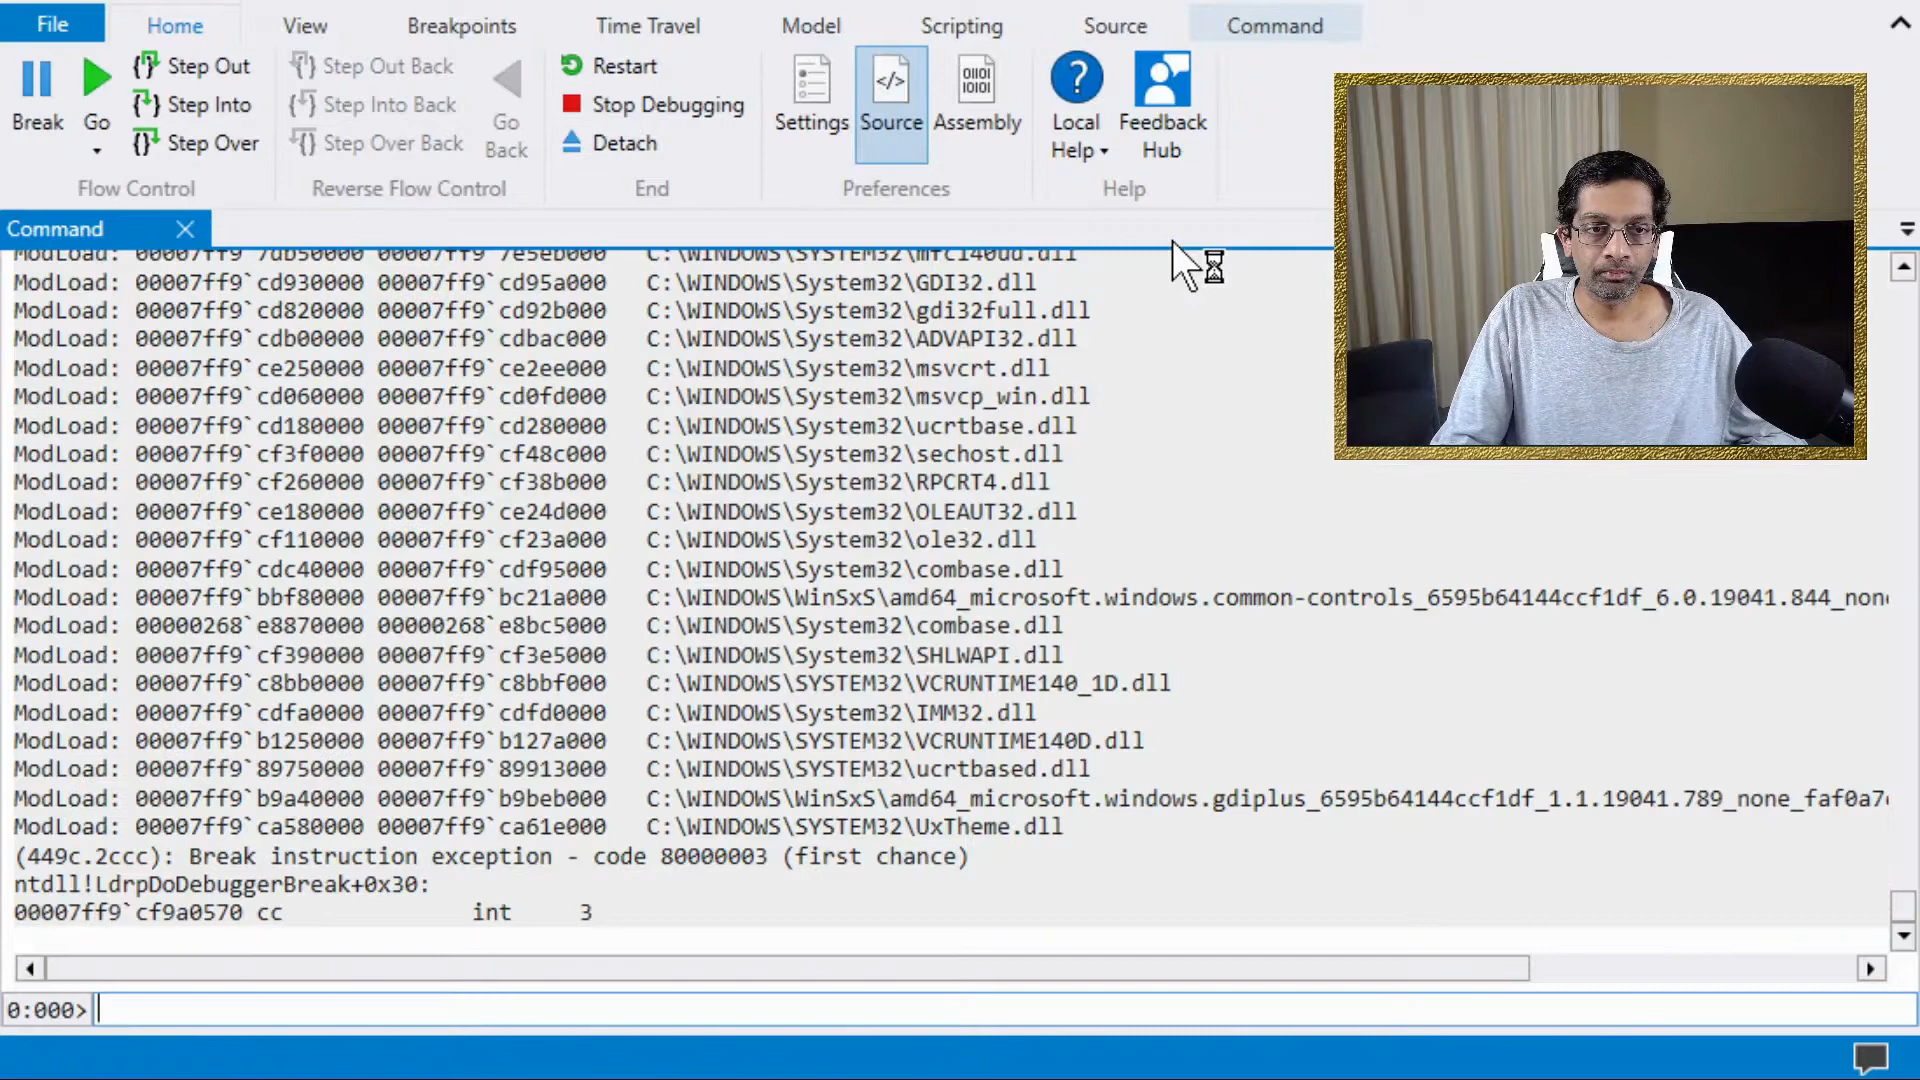 File Home View Breakpoints Time Travel Model Scripting Source Command
Break
Go
Step Out
Step Into
Step Over
Flow Control
Step Out Back
Step Into Back
Step Over Back
Go
Back
Reverse Flow Control
Restart
Stop Debugging
Detach
End
Settings
Source
Assembly
Preferences
Local
Help
Feedback
Hub
Help
Command
ModLoad: 00007ff9`7db50000 00007ff9`7e5eb000 C:\WINDOWS\SYSTEM32\mfc140ud.dll
ModLoad: 00007ff9`cd930000 00007ff9`cd95a000 C:\WINDOWS\System32\GDI32.dll
ModLoad: 00007ff9`cd820000 00007ff9`cd92b000 C:\WINDOWS\System32\gdi32full.dll
ModLoad: 00007ff9`cdb00000 00007ff9`cdbac000 C:\WINDOWS\System32\ADVAPI32.dll
ModLoad: 00007ff9`ce250000 00007ff9`ce2ee000 C:\WINDOWS\System32\msvcrt.dll
ModLoad: 00007ff9`cd060000 00007ff9`cd0fd000 C:\WINDOWS\System32\msvcp_win.dll
ModLoad: 00007ff9`cd180000 00007ff9`cd280000 C:\WINDOWS\System32\ucrtbase.dll
ModLoad: 00007ff9`cf3f0000 00007ff9`cf48c000 C:\WINDOWS\System32\sechost.dll
ModLoad: 00007ff9`cf260000 00007ff9`cf38b000 C:\WINDOWS\System32\RPCRT4.dll
ModLoad: 00007ff9`ce180000 00007ff9`ce24d000 C:\WINDOWS\System32\OLEAUT32.dll
ModLoad: 00007ff9`cf110000 00007ff9`cf23a000 C:\WINDOWS\System32\ole32.dll
ModLoad: 00007ff9`cdc40000 00007ff9`cdf95000 C:\WINDOWS\System32\combase.dll
ModLoad: 00007ff9`bbf80000 00007ff9`bc21a000 C:\WINDOWS\WinSxS\amd64_microsoft.windows.common-controls_6595b64144ccf1df_6.0.19041.844_none
ModLoad: 00000268`e8870000 00000268`e8bc5000 C:\WINDOWS\System32\combase.dll
ModLoad: 00007ff9`cf390000 00007ff9`cf3e5000 C:\WINDOWS\System32\SHLWAPI.dll
ModLoad: 00007ff9`c8bb0000 00007ff9`c8bbf000 C:\WINDOWS\SYSTEM32\VCRUNTIME140_1D.dll
ModLoad: 00007ff9`cdfa0000 00007ff9`cdfd0000 C:\WINDOWS\System32\IMM32.dll
ModLoad: 00007ff9`b1250000 00007ff9`b127a000 C:\WINDOWS\SYSTEM32\VCRUNTIME140D.dll
ModLoad: 00007ff9`89750000 00007ff9`89913000 C:\WINDOWS\SYSTEM32\ucrtbased.dll
ModLoad: 00007ff9`b9a40000 00007ff9`b9beb000 C:\WINDOWS\WinSxS\amd64_microsoft.windows.gdiplus_6595b64144ccf1df_1.1.19041.789_none_faf0a7
ModLoad: 00007ff9`ca580000 00007ff9`ca61e000 C:\WINDOWS\SYSTEM32\UxTheme.dll
(449c.2ccc): Break instruction exception - code 80000003 (first chance)
ntdll!LdrpDoDebuggerBreak+0x30:
00007ff9`cf9a0570 cc int 3
0:000>